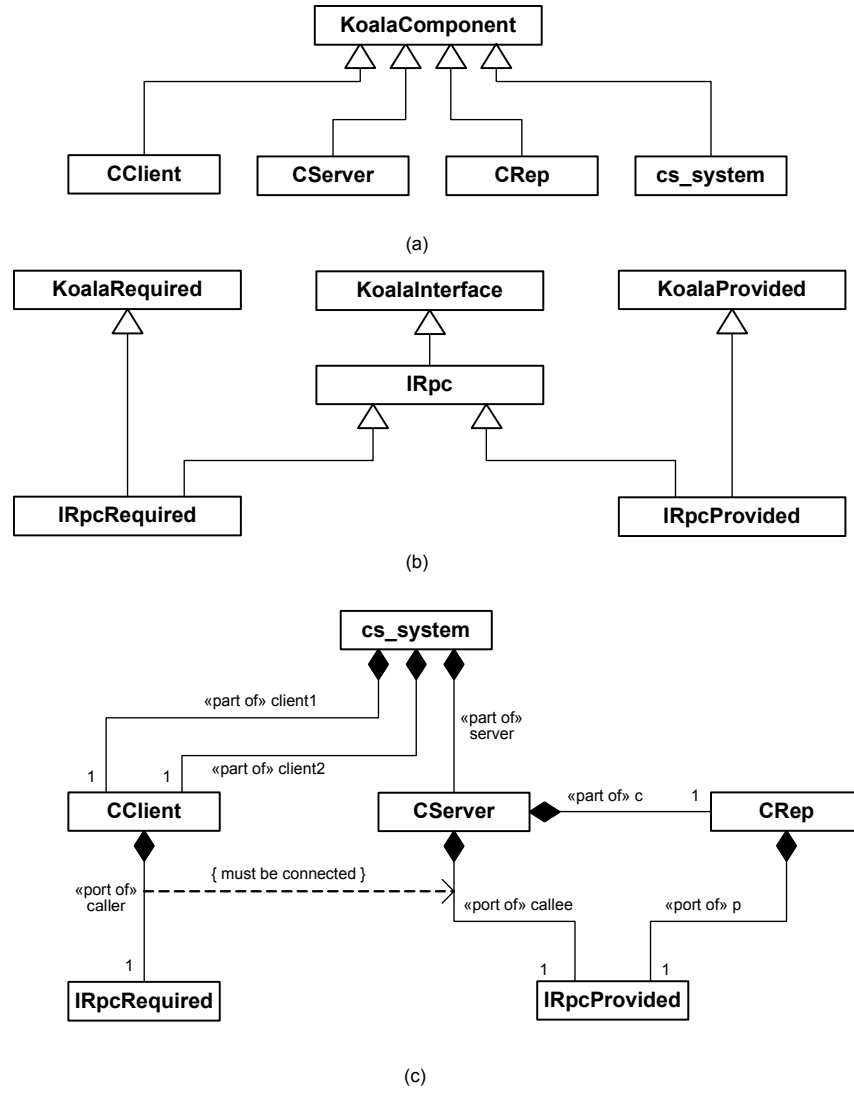 KoalaComponent
CClient
CServer
CRep
cs_system
(a)
KoalaRequired
KoalaInterface
KoalaProvided
IRpc
IRpcRequired
IRpcProvided
(b)
cs_system
«part of» client1
«part of»
server
«part of» client2
1
1
CClient
CServer
«part of» c
1
CRep
{ must be connected }
«port of»
caller
«port of» callee
«port of» p
1
1
1
IRpcRequired
IRpcProvided
(c)